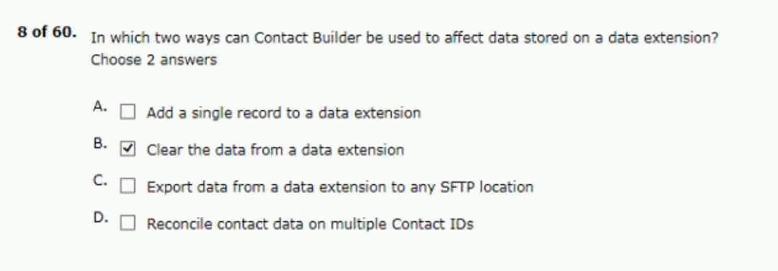 8 of 60. In which two ways can Contact Builder be used to affect data stored on a data extension?
Choose 2 answers
A. Add a single record to a data extension
B. Clear the data from a data extension
C. Export data from a data extension to any SFTP location
D. Reconcile contact data on multiple Contact IDs